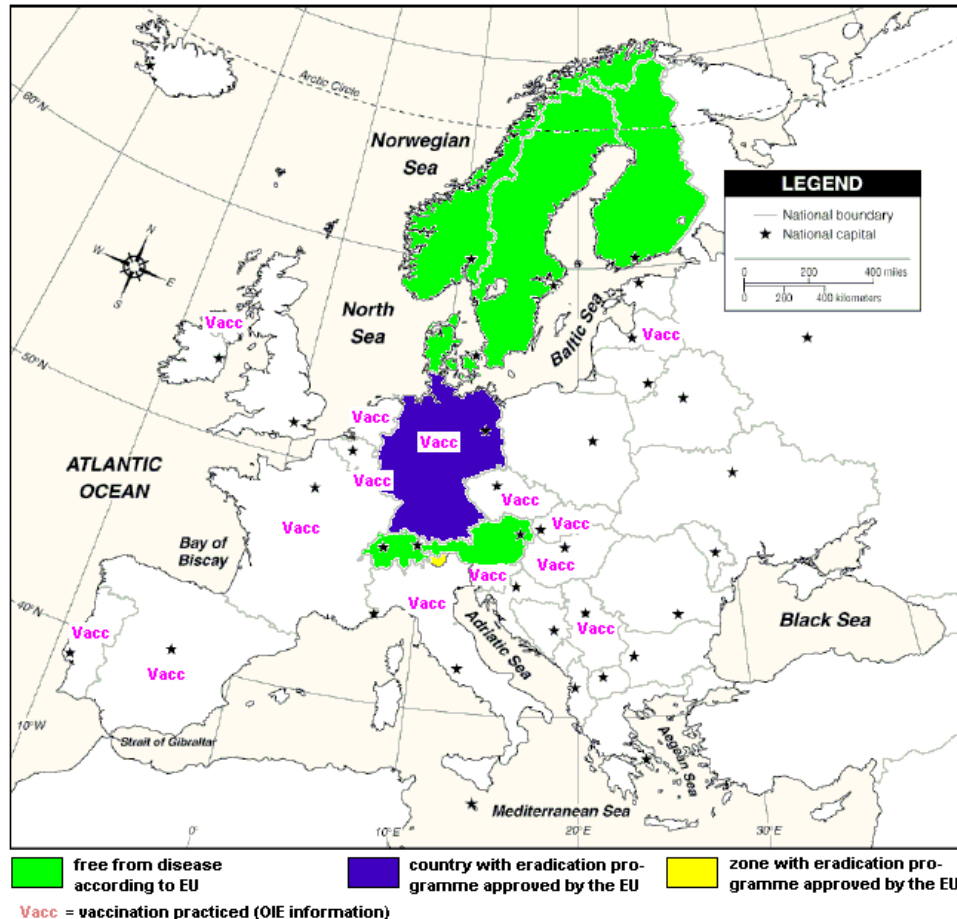 Arctic Circle
60°N
Norwegian
Sea
LEGEND
National boundary
National capital
0 200 400 miles
0 200 400 kilometers
N
W
E
S
North
Sea
Baltic Sea
Vacc
Vacc
50°N
Vacc
Vacc
ATLANTIC
OCEAN
Vacc
Vacc
Vacc
Vacc
Bay of
Biscay
Vacc
Vacc
Vacc
40°N
Adriatic Sea
Black Sea
Vacc
Vacc
Vacc
10°W
Strait of Gibraltar
Aegean Sea
Mediterranean Sea
0°
10°E
20°E
30°E
free from disease
according to EU
country with eradication pro-
gramme approved by the EU
zone with eradication pro-
gramme approved by the EU
Vacc = vaccination practiced (OIE information)